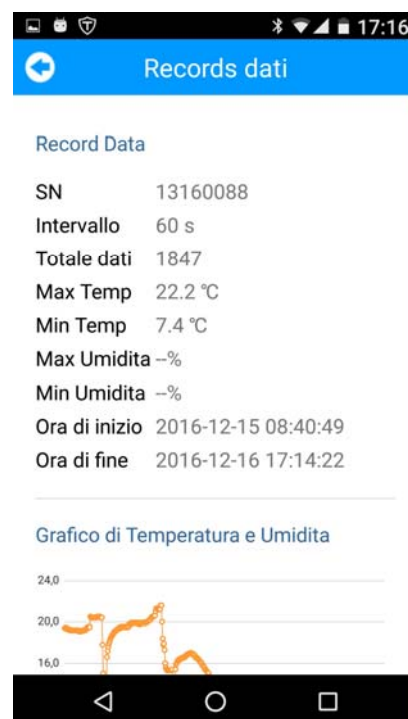 17:16
Records dati
Record Data
SN 13160088
Intervallo 60 s
Totale dati 1847
Max Temp 22.2 ℃
Min Temp 7.4 ℃
Max Umidita --%
Min Umidita --%
Ora di inizio 2016-12-15 08:40:49
Ora di fine 2016-12-16 17:14:22
Grafico di Temperatura e Umidita
24,0
20,0
16,0